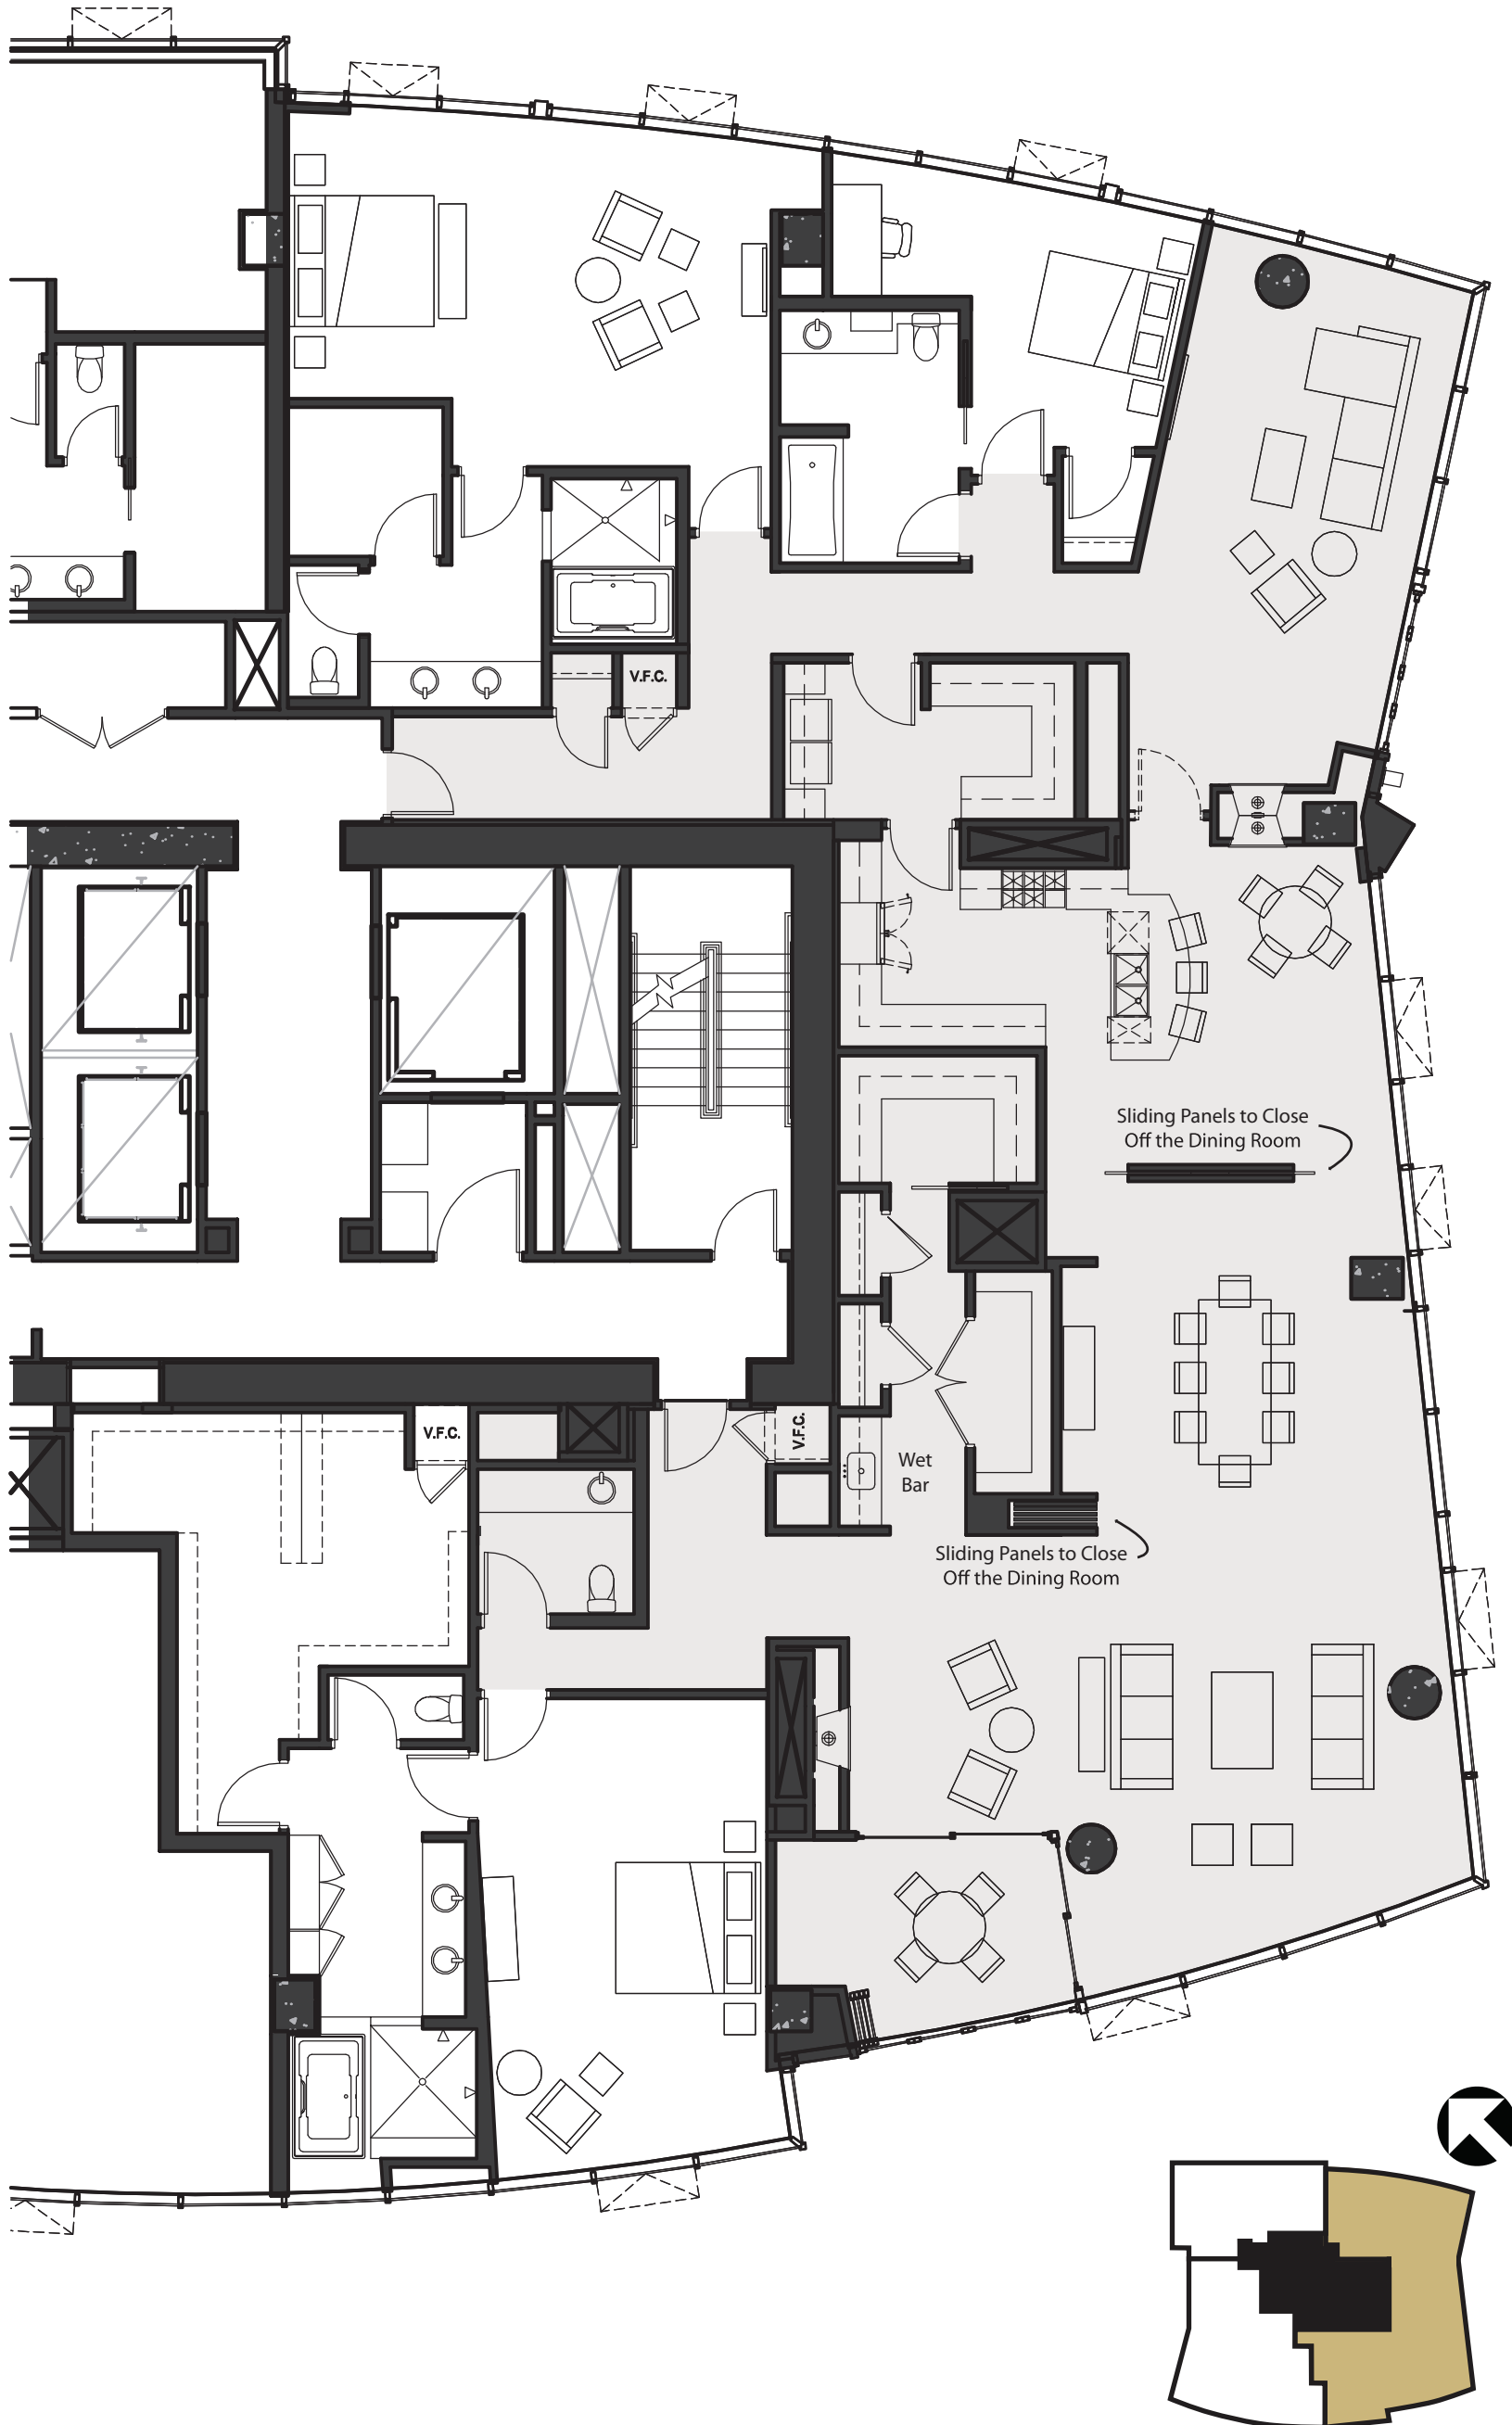 V.F.C.
Sliding Panels to Close
Off the Dining Room
V.F.C.
V.F.C.
Wet
Bar
Sliding Panels to Close
Off the Dining Room